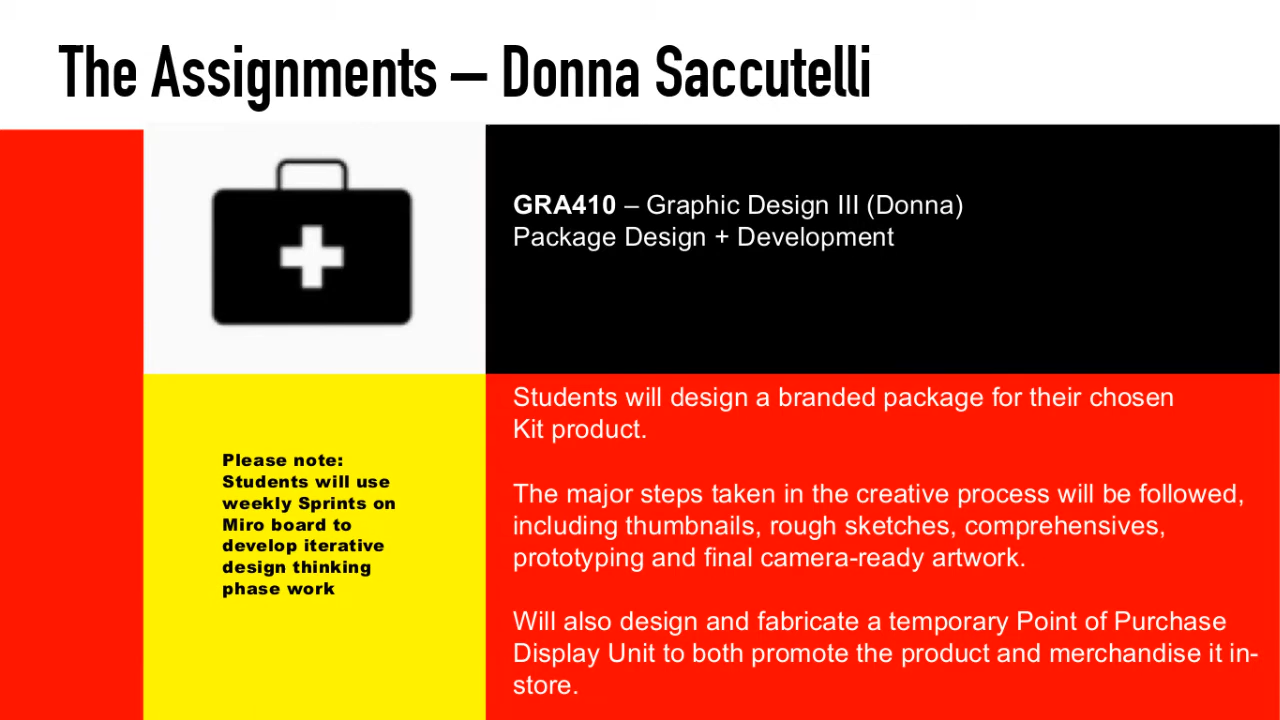 The Assignments – Donna Saccutelli
GRA410 – Graphic Design III (Donna)
Package Design + Development
Please note:
Students will use
weekly Sprints on
Miro board to
develop iterative
design thinking
phase work
Students will design a branded package for their chosen
Kit product.
The major steps taken in the creative process will be followed,
including thumbnails, rough sketches, comprehensives,
prototyping and final camera-ready artwork.
Will also design and fabricate a temporary Point of Purchase
Display Unit to both promote the product and merchandise it in-
store.